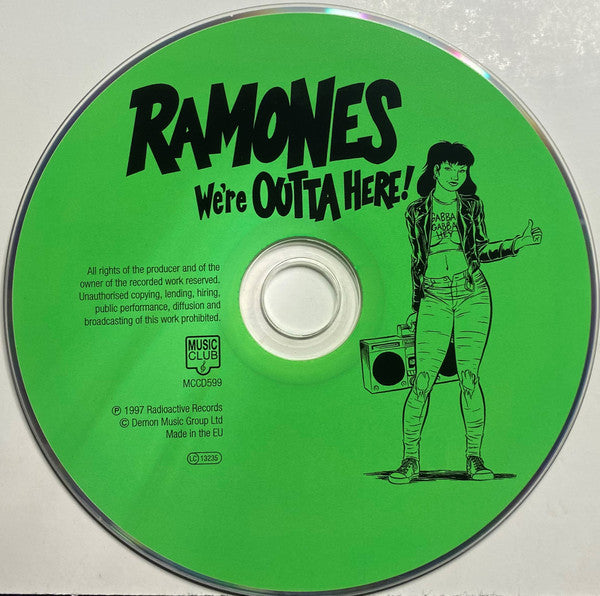 RAMONES
We're OUTTA HERE!
GABBA
GABBA
HEY
All rights of the producer and of the
owner of the recorded work reserved.
Unauthorised copying, lending, hiring,
public performance, diffusion and
broadcasting of this work prohibited.
MUSIC
CLUB
MCCD599
℗ 1997 Radioactive Records
© Demon Music Group Ltd
Made in the EU
LC 13235